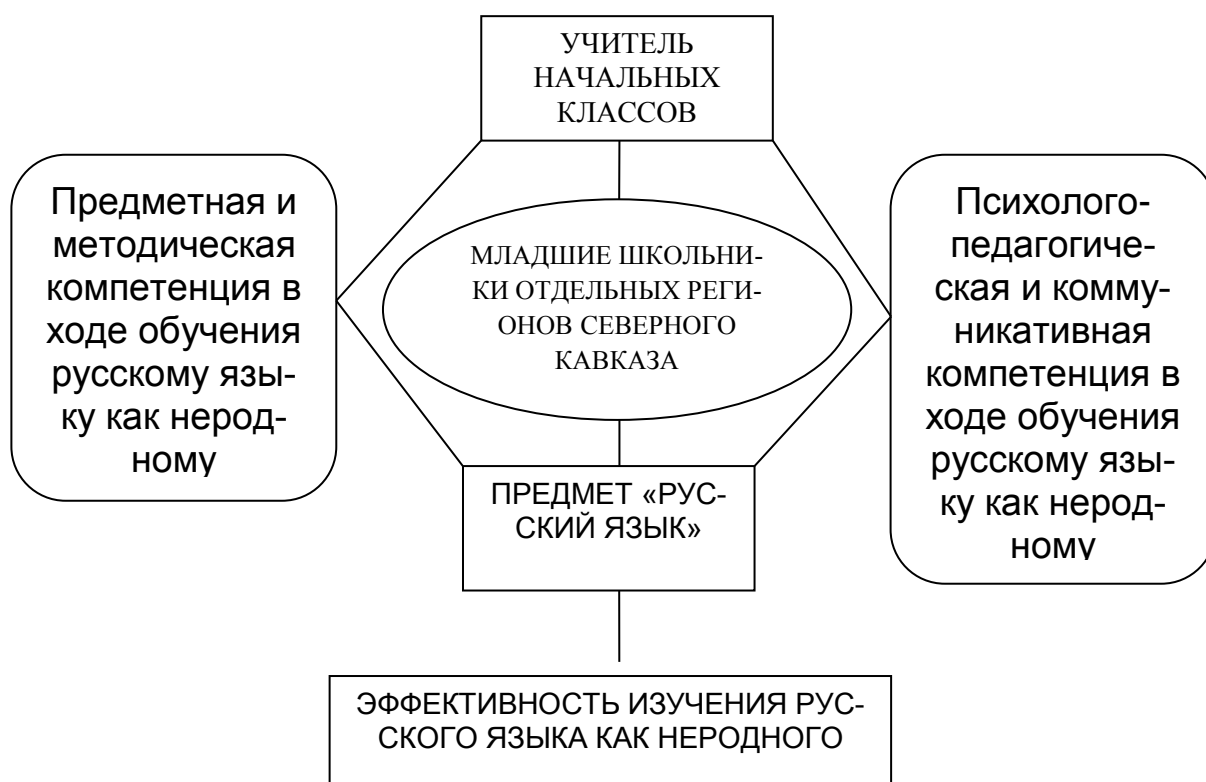 УЧИТЕЛЬ
НАЧАЛЬНЫХ
КЛАССОВ
Предметная и
методическая
компетенция в
ходе обучения
русскому язы-
ку как нерод-
ному
МЛАДШИЕ ШКОЛЬНИ-
КИ ОТДЕЛЬНЫХ РЕГИ-
ОНОВ СЕВЕРНОГО
КАВКАЗА
Психолого-
педагогиче-
ская и комму-
никативная
компетенция в
ходе обучения
русскому язы-
ку как нерод-
ному
ПРЕДМЕТ «РУС-
СКИЙ ЯЗЫК»
ЭФФЕКТИВНОСТЬ ИЗУЧЕНИЯ РУС-
СКОГО ЯЗЫКА КАК НЕРОДНОГО